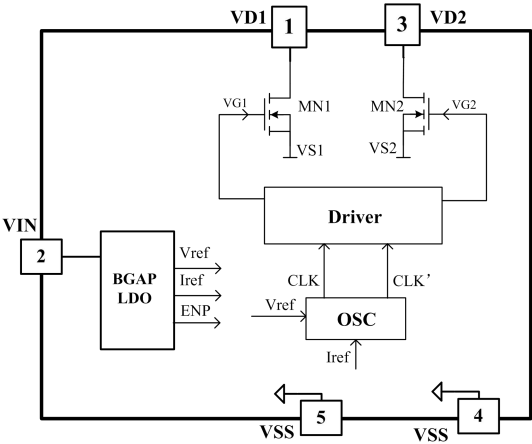 VD1
1
3
VD2
VG1
MN1
MN2
VG2
VS1
VS2
Driver
VIN
2
BGAP
LDO
Vref
Iref
ENP
CLK
CLK'
Vref
OSC
Iref
VSS
5
VSS
4